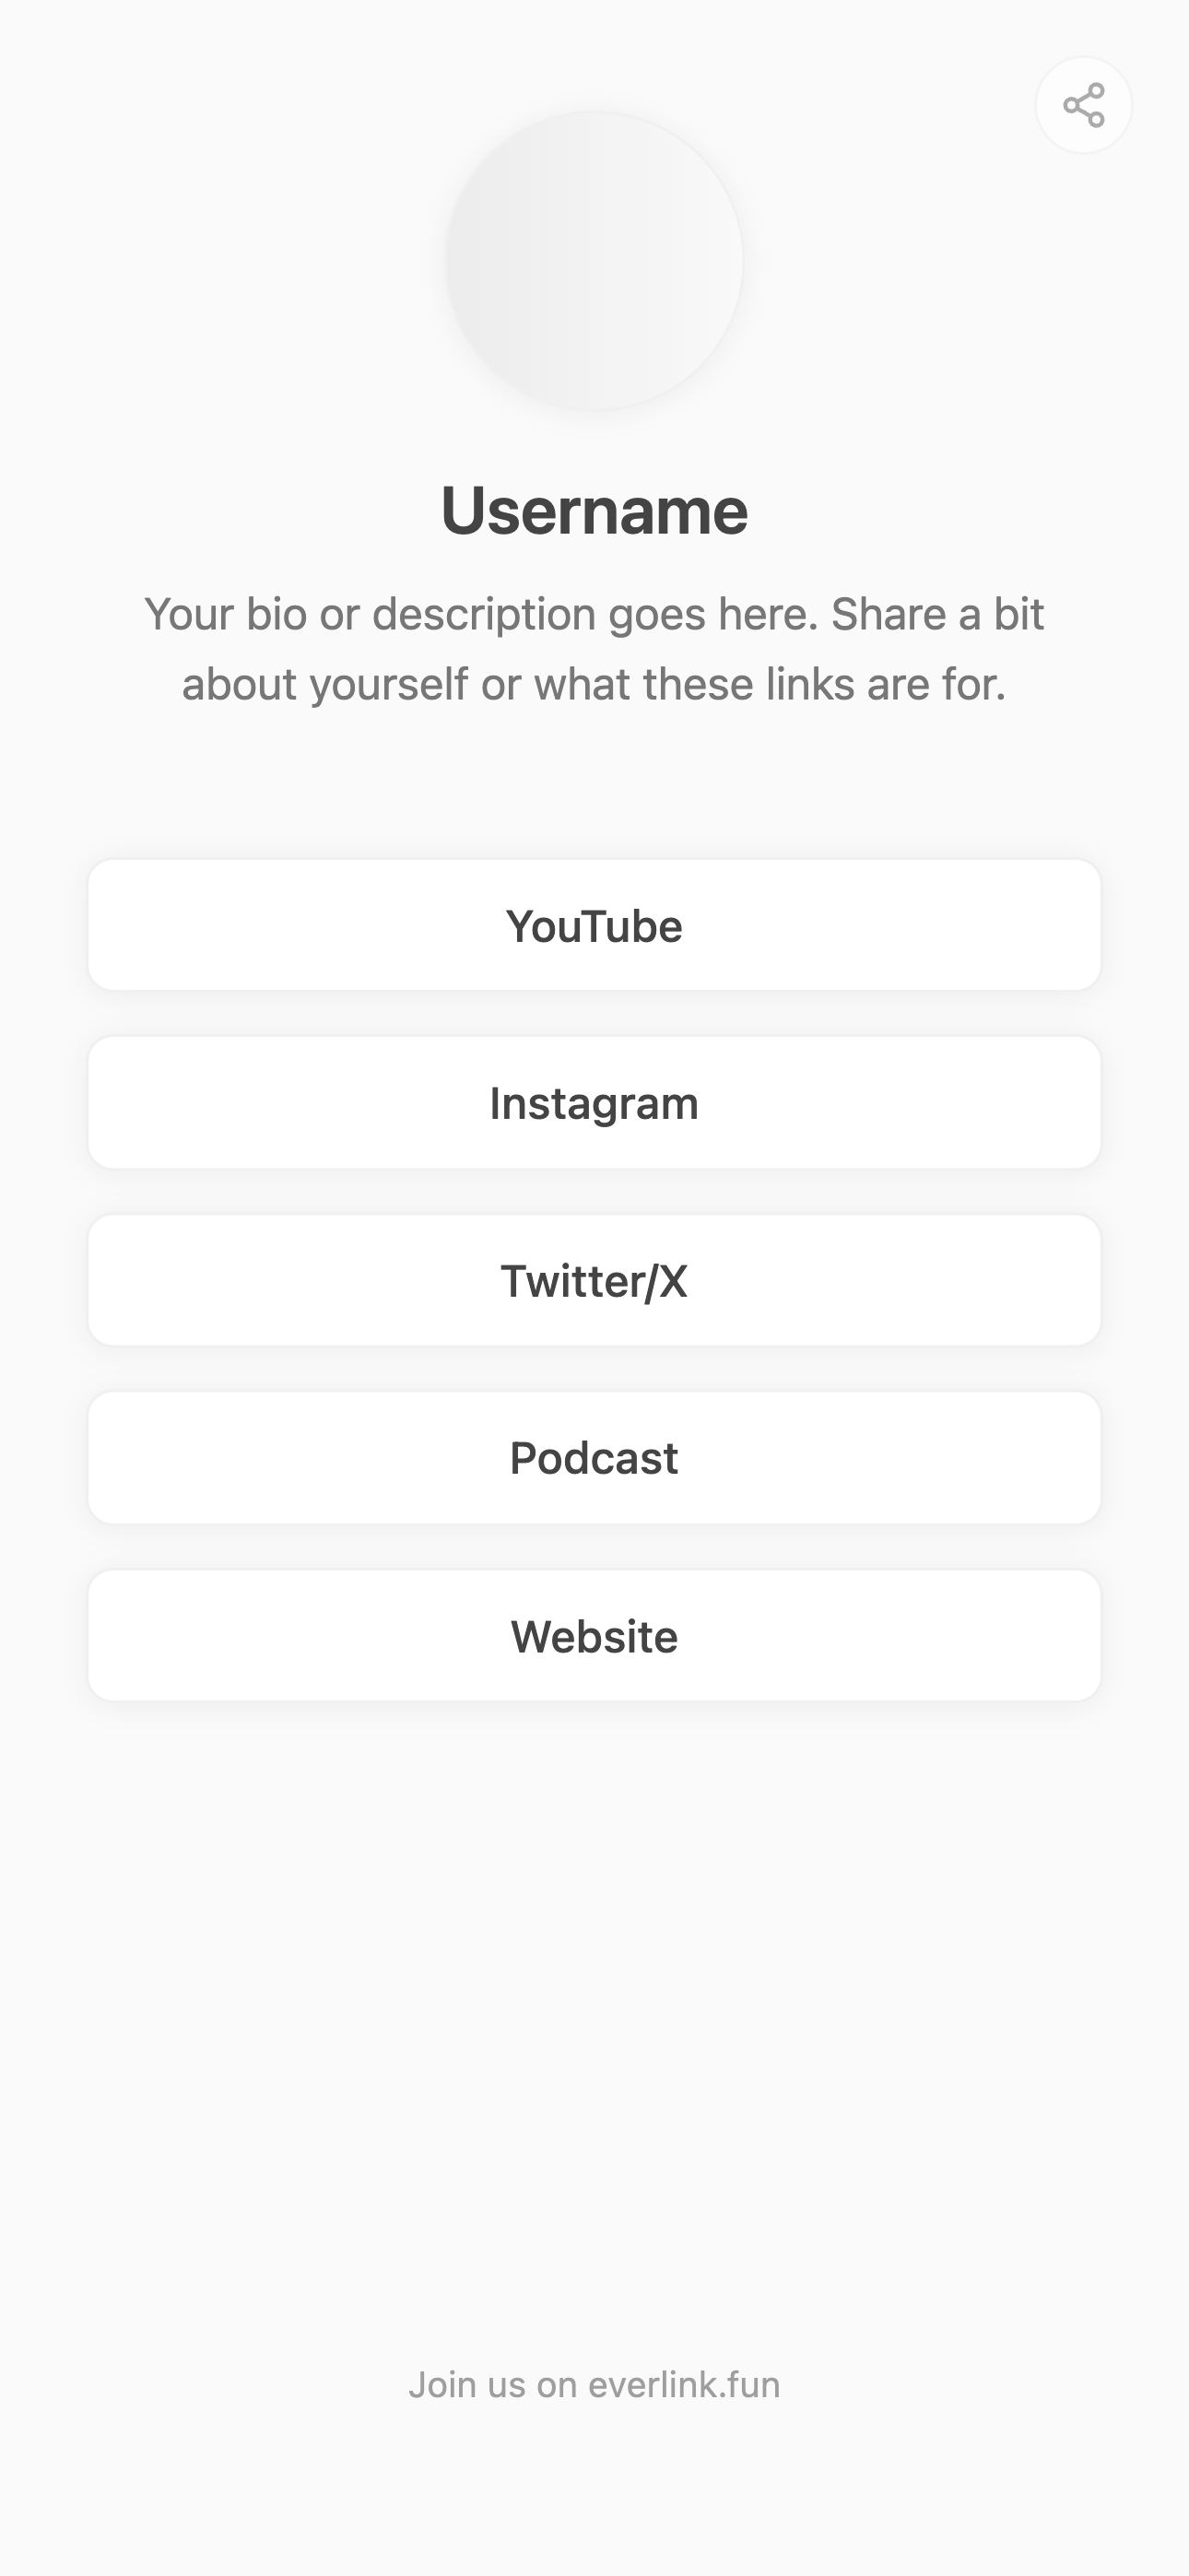 Username
Your bio or description goes here. Share a bit
about yourself or what these links are for.
YouTube
Instagram
Twitter/X
Podcast
Website
Join us on everlink.fun